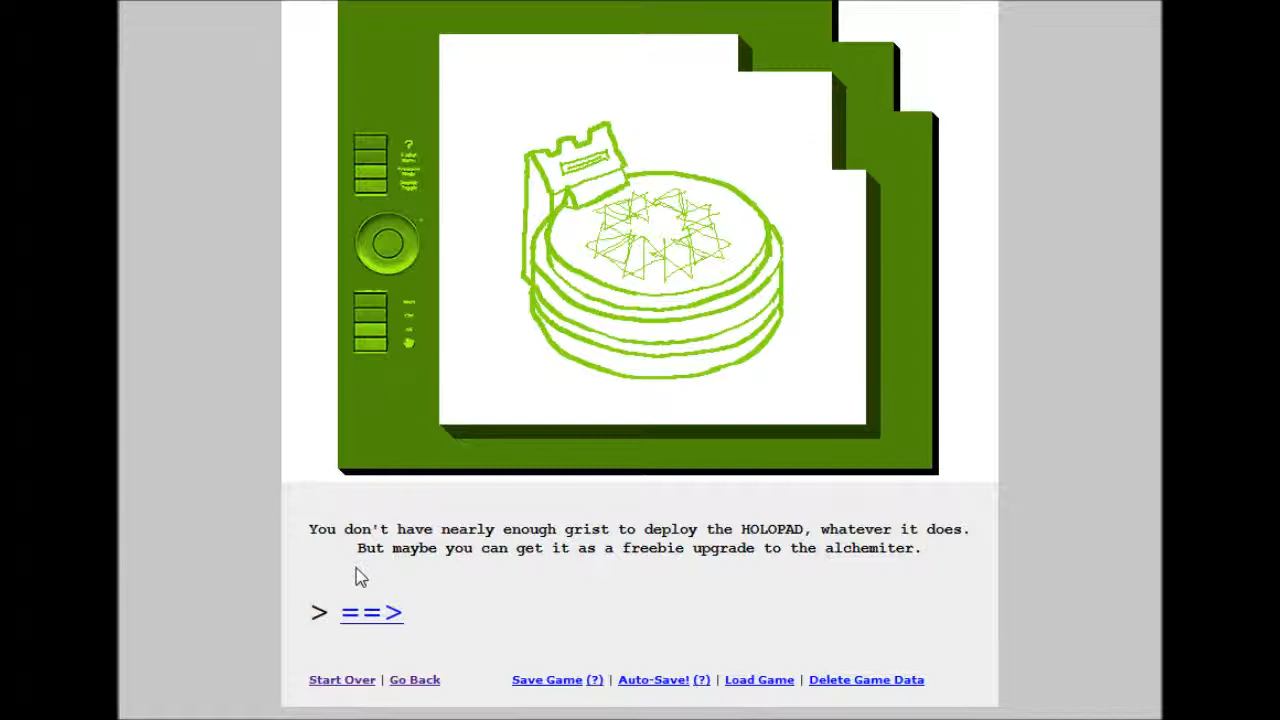 ?
You don't have nearly enough grist to deploy the HOLOPAD, whatever it does.
But maybe you can get it as a freebie upgrade to the alchemiter.
> ==>
Start Over | Go Back Save Game (?) | Auto-Save! (?) | Load Game | Delete Game Data